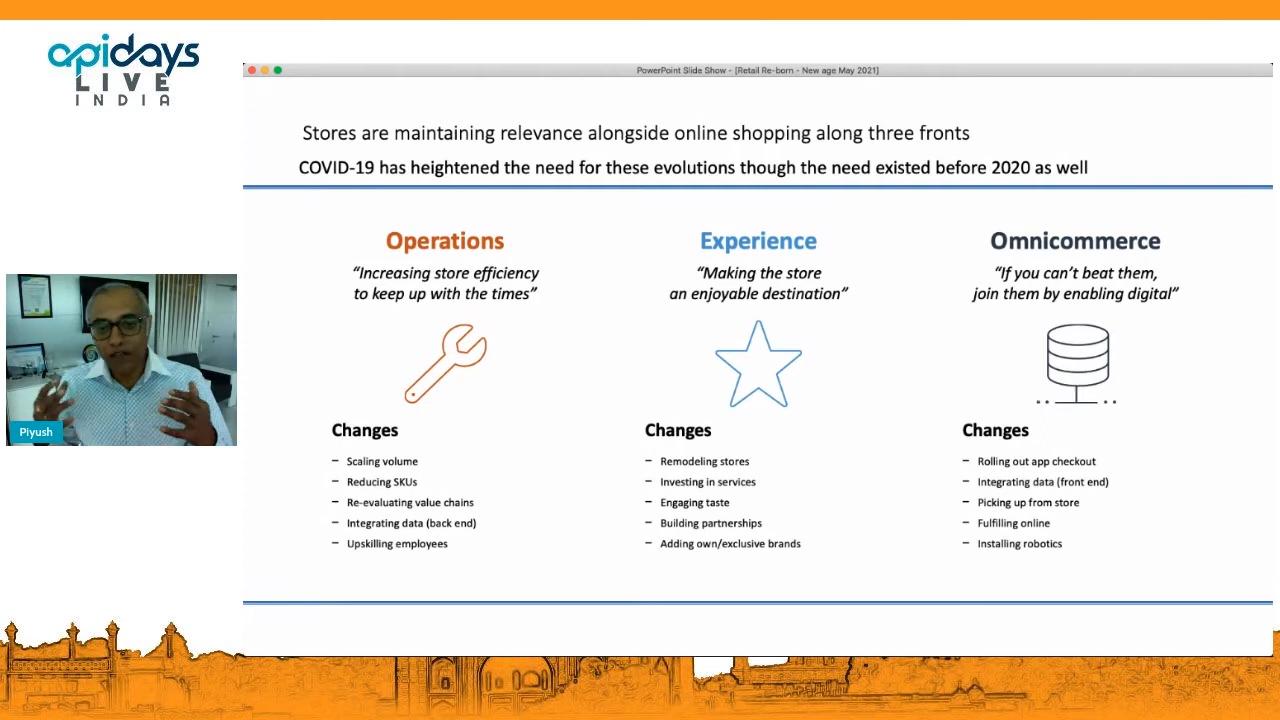 apidays
LIVE
INDIA
PowerPoint Slide Show - [Retail Re-born - New age May 2021]
Stores are maintaining relevance alongside online shopping along three fronts
COVID-19 has heightened the need for these evolutions though the need existed before 2020 as well
Operations
“Increasing store efficiency
to keep up with the times”
Changes
– Scaling volume
– Reducing SKUs
– Re-evaluating value chains
– Integrating data (back end)
– Upskilling employees
Experience
“Making the store
an enjoyable destination”
Changes
– Remodeling stores
– Investing in services
– Engaging taste
– Building partnerships
– Adding own/exclusive brands
Omnicommerce
“If you can’t beat them,
join them by enabling digital”
Changes
– Rolling out app checkout
– Integrating data (front end)
– Picking up from store
– Fulfilling online
– Installing robotics
Piyush